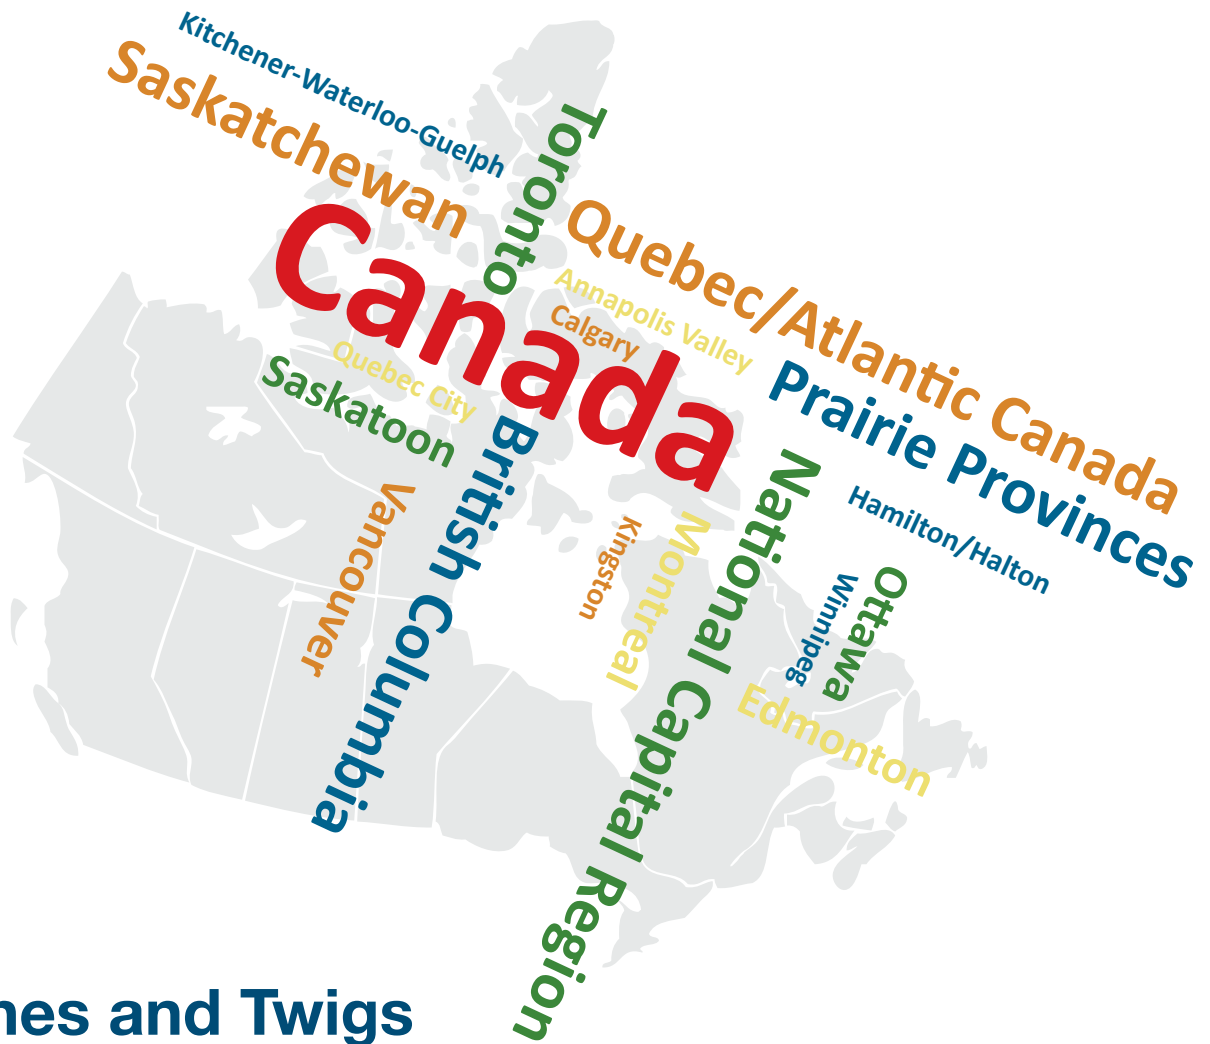 Kitchener-Waterloo-Guelph
Saskatchewan
Toronto
Quebec/Atlantic Canada
Canada
Annapolis Valley
Calgary
Quebec City
Saskatoon
Prairie Provinces
British Columbia
National Capital Region
Vancouver
Hamilton/Halton
Kingston
Montreal
Winnipeg
Ottawa
Edmonton
and Twigs